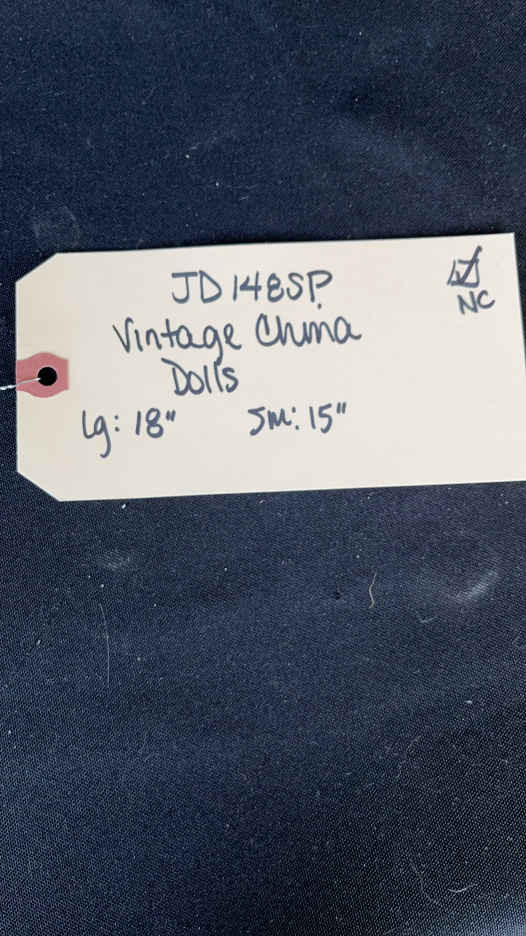 JD148SP
NC
Vintage China
Dolls
Lg: 18" Sm: 15"